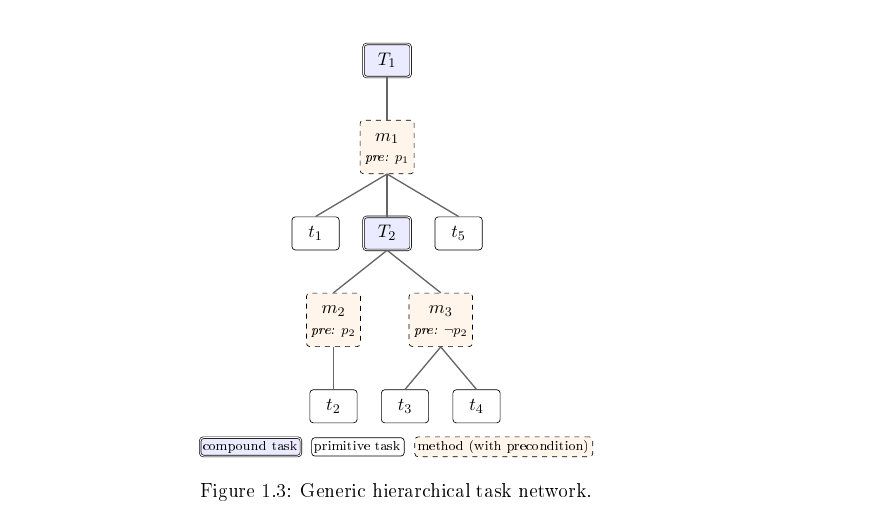 T₁
m₁
pre: p₁
t₁ T₂ t₅
m₂ m₃
pre: p₂ pre: ¬p₂
t₂ t₃ t₄
compound task primitive task method (with precondition)
Figure 1.3: Generic hierarchical task network.